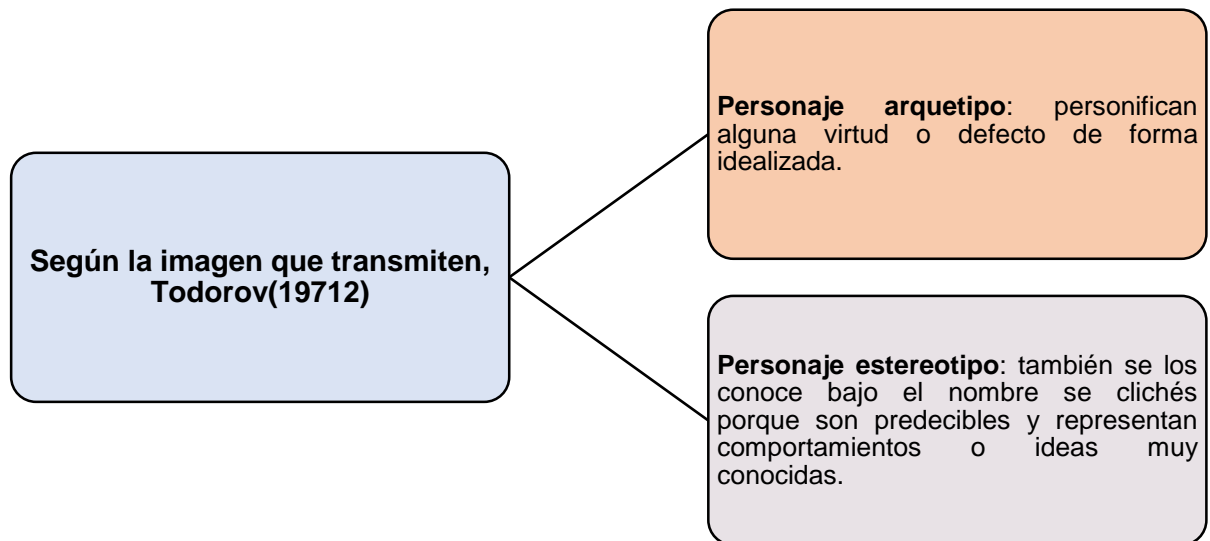 Según la imagen que transmiten,
Todorov(19712)
Personaje arquetipo: personifican
alguna virtud o defecto de forma
idealizada.
Personaje estereotipo: también se los
conoce bajo el nombre se clichés
porque son predecibles y representan
comportamientos o ideas muy
conocidas.